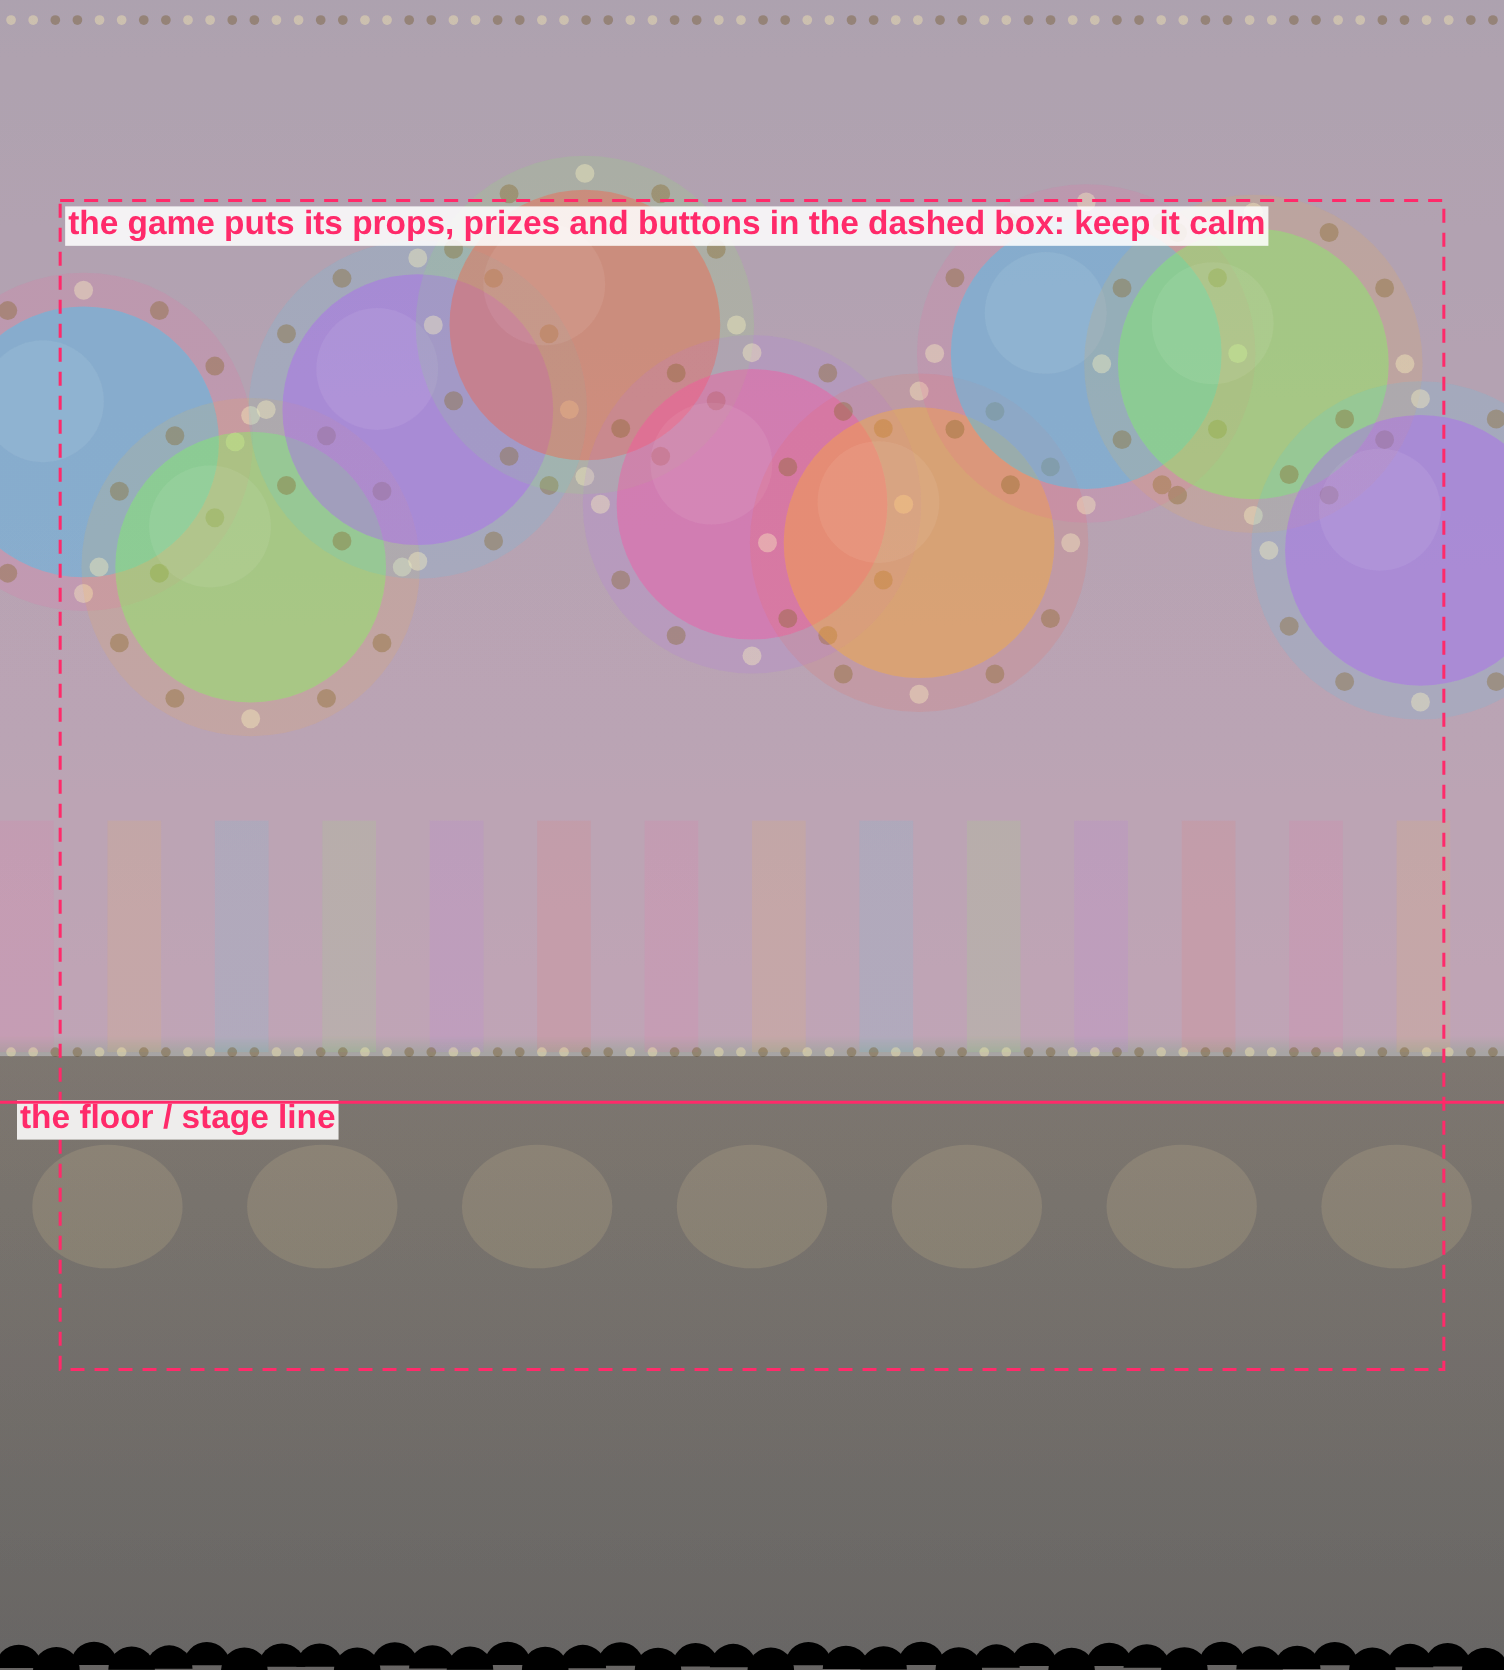 the game puts its props, prizes and buttons in the dashed box: keep it calm
the floor / stage line